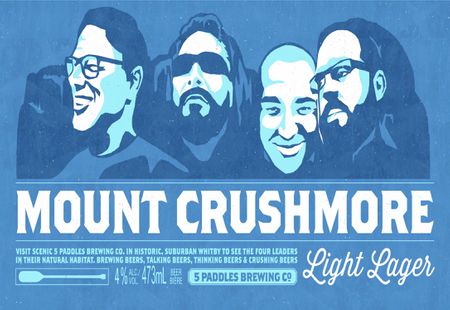 MOUNT CRUSHMORE
VISIT SCENIC 5 PADDLES BREWING CO. IN HISTORIC, SUBURBAN WHITBY TO SEE THE FOUR LEADERS
IN THEIR NATURAL HABITAT. BREWING BEERS, TALKING BEERS, THINKING BEERS & CRUSHING BEERS
4% ALC./VOL. 473mL BEER BIÈRE
5 PADDLES BREWING CO
Light Lager